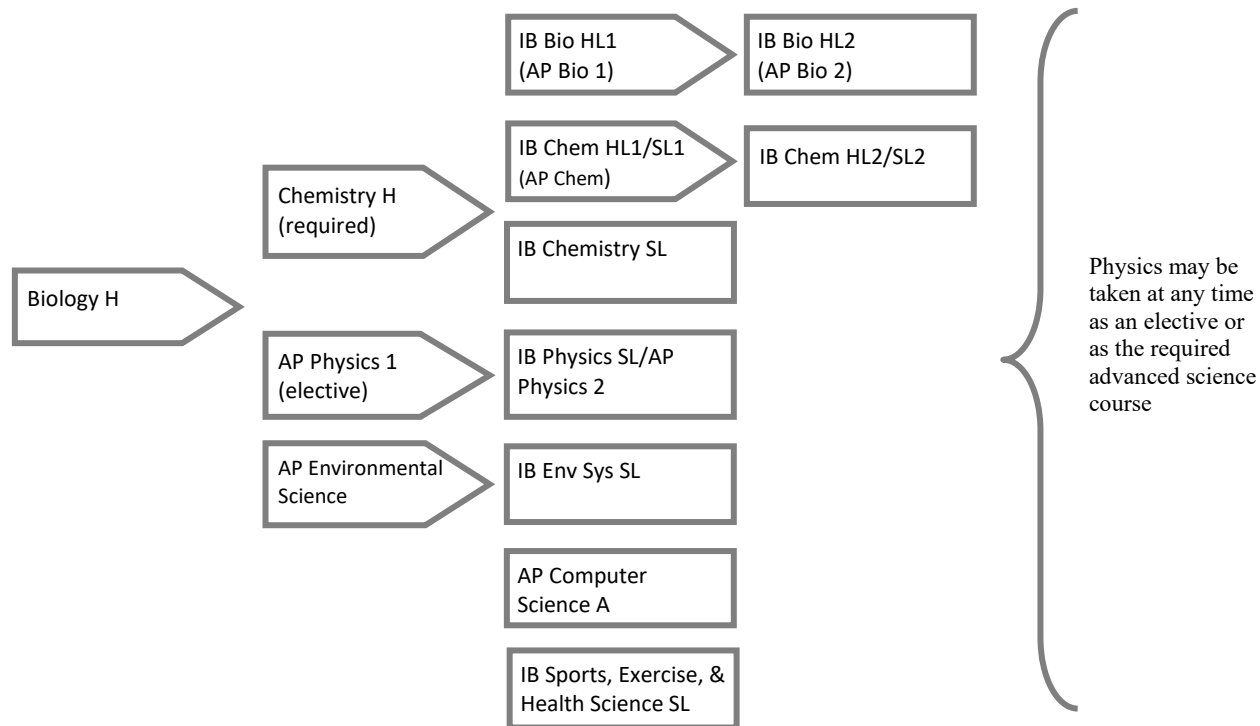 IB Bio HL1
(AP Bio 1)
IB Bio HL2
(AP Bio 2)
IB Chem HL1/SL1
(AP Chem)
IB Chem HL2/SL2
Chemistry H
(required)
IB Chemistry SL
Biology H
AP Physics 1
(elective)
IB Physics SL/AP
Physics 2
AP Environmental
Science
IB Env Sys SL
AP Computer
Science A
IB Sports, Exercise, &
Health Science SL
Physics may be
taken at any time
as an elective or
as the required
advanced science
course